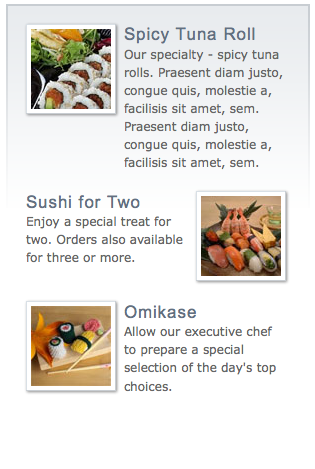 Spicy Tuna Roll
Our specialty - spicy tuna
rolls. Praesent diam justo,
congue quis, molestie a,
facilisis sit amet, sem.
Praesent diam justo,
congue quis, molestie a,
facilisis sit amet, sem.
Sushi for Two
Enjoy a special treat for
two. Orders also available
for three or more.
Omikase
Allow our executive chef
to prepare a special
selection of the day's top
choices.